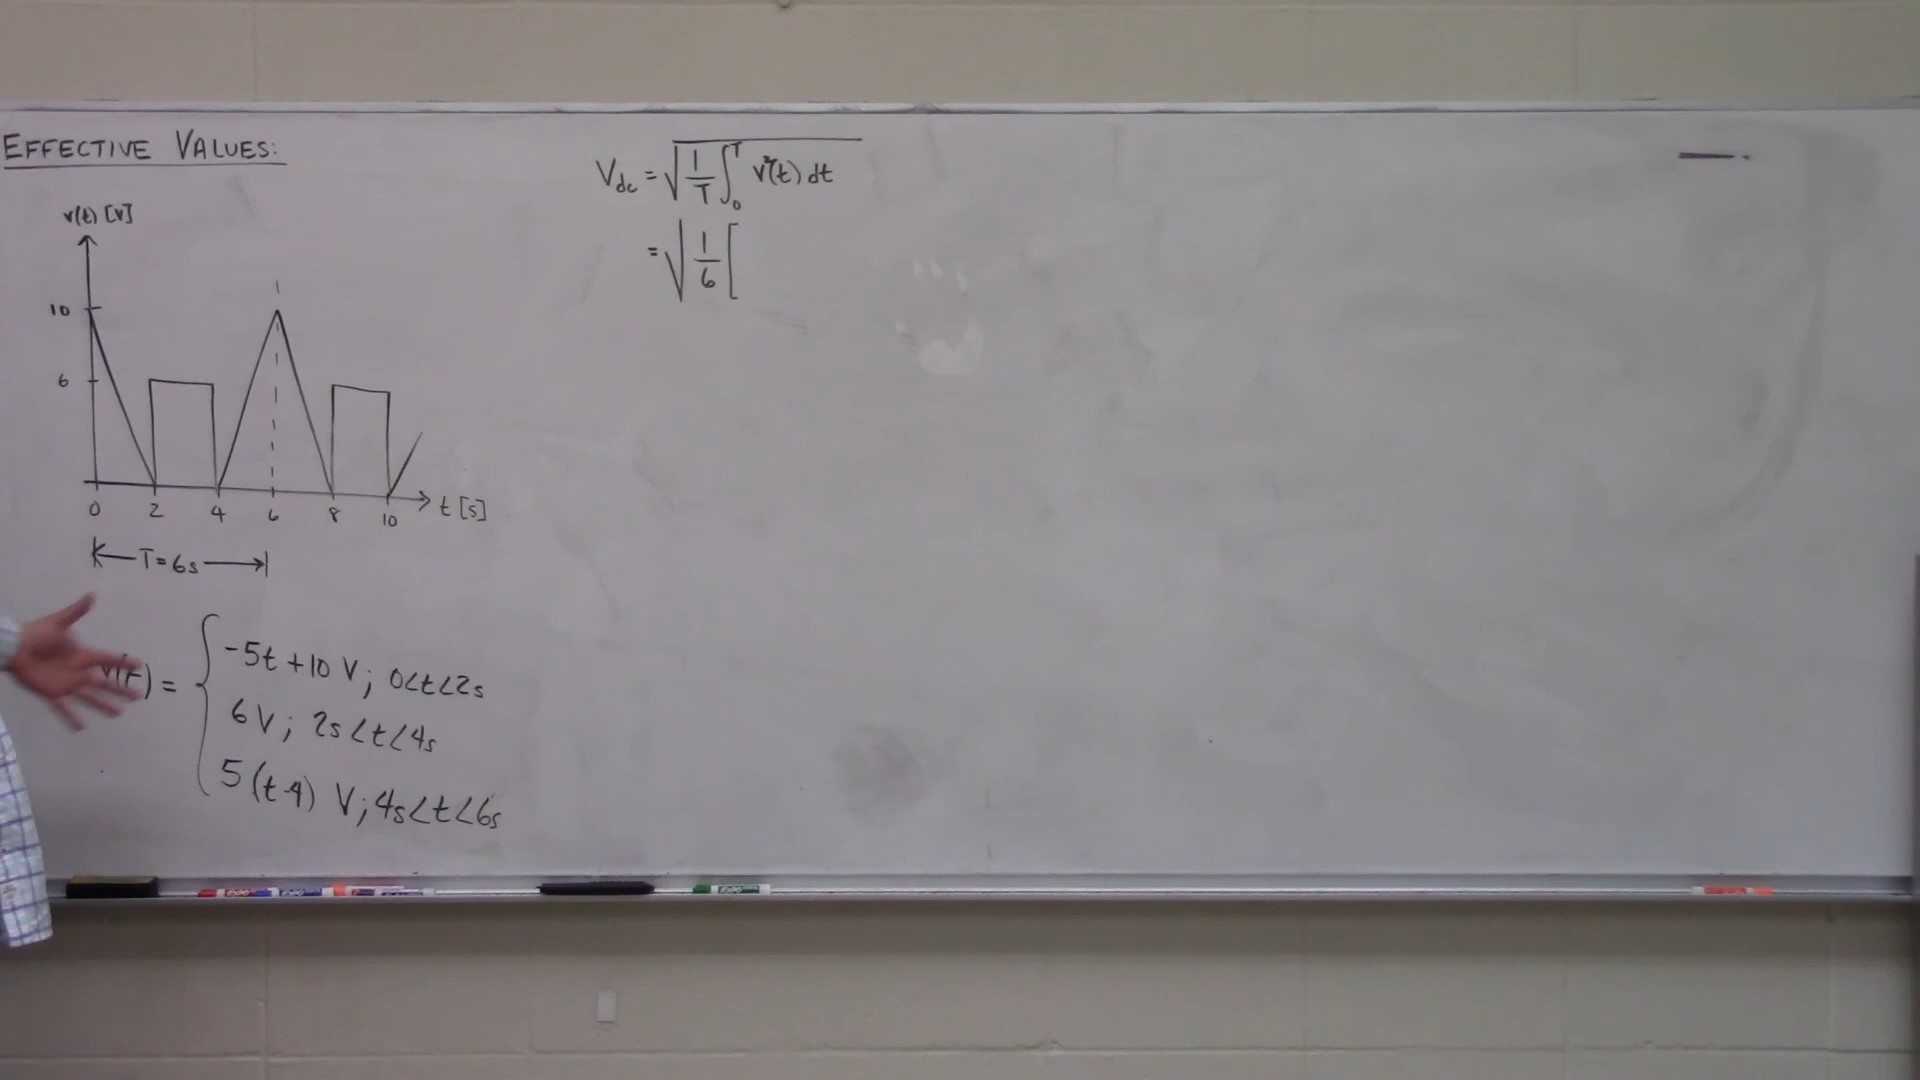 EFFECTIVE VALUES:
v(t) [V]
10
6
0 2 4 6 8 10 t [s]
T=6s
v(t) = { -5t +10 V; 0<t<2s
6 V; 2s<t<4s
5(t-4) V; 4s<t<6s
Vdc = √ 1/T ∫₀ᵀ v²(t) dt
= √ 1/6 [